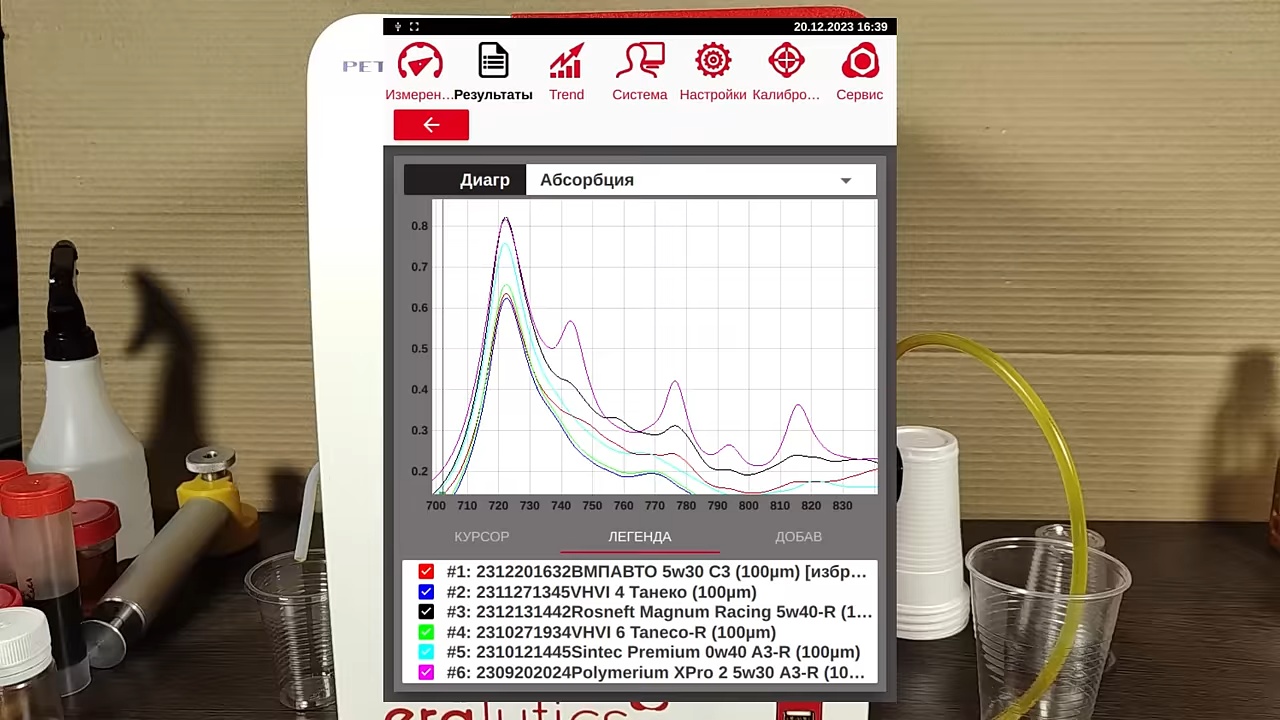 20.12.2023 16:39
PET
Измерен... Результаты Trend Система Настройки Калибро... Сервис
Диагр Абсорбция
0.8
0.7
0.6
0.5
0.4
0.3
0.2
700 710 720 730 740 750 760 770 780 790 800 810 820 830
КУРСОР ЛЕГЕНДА ДОБАВ
#1: 2312201632ВМПАВТО 5w30 C3 (100µm) [избр...
#2: 2311271345VHVI 4 Танеко (100µm)
#3: 2312131442Rosneft Magnum Racing 5w40-R (1...
#4: 2310271934VHVI 6 Taneco-R (100µm)
#5: 2310121445Sintec Premium 0w40 A3-R (100µm)
#6: 2309202024Polymerium XPro 2 5w30 A3-R (10...
eralytics